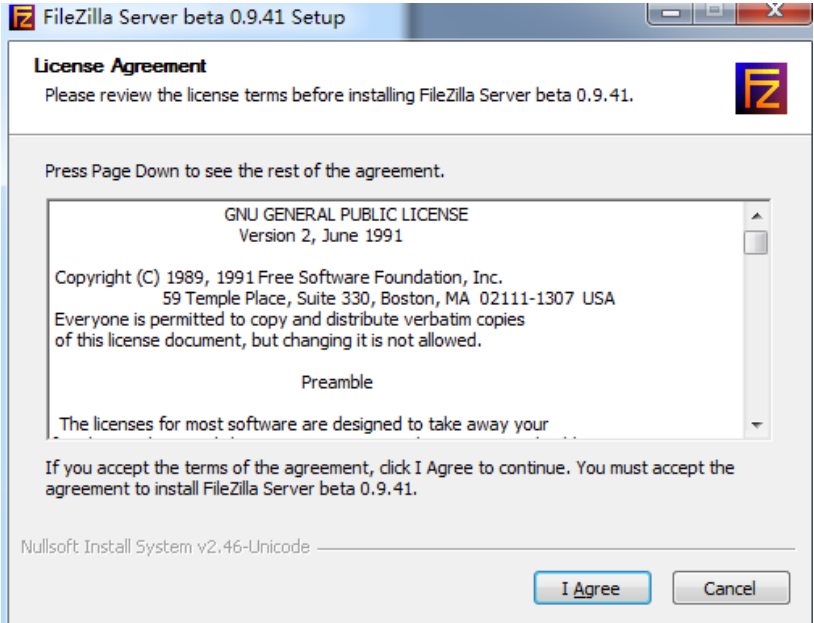 FileZilla Server beta 0.9.41 Setup
License Agreement
Please review the license terms before installing FileZilla Server beta 0.9.41.
Press Page Down to see the rest of the agreement.
GNU GENERAL PUBLIC LICENSE
Version 2, June 1991
Copyright (C) 1989, 1991 Free Software Foundation, Inc.
59 Temple Place, Suite 330, Boston, MA 02111-1307 USA
Everyone is permitted to copy and distribute verbatim copies
of this license document, but changing it is not allowed.
Preamble
The licenses for most software are designed to take away your
If you accept the terms of the agreement, click I Agree to continue. You must accept the
agreement to install FileZilla Server beta 0.9.41.
Nullsoft Install System v2.46-Unicode
I Agree
Cancel